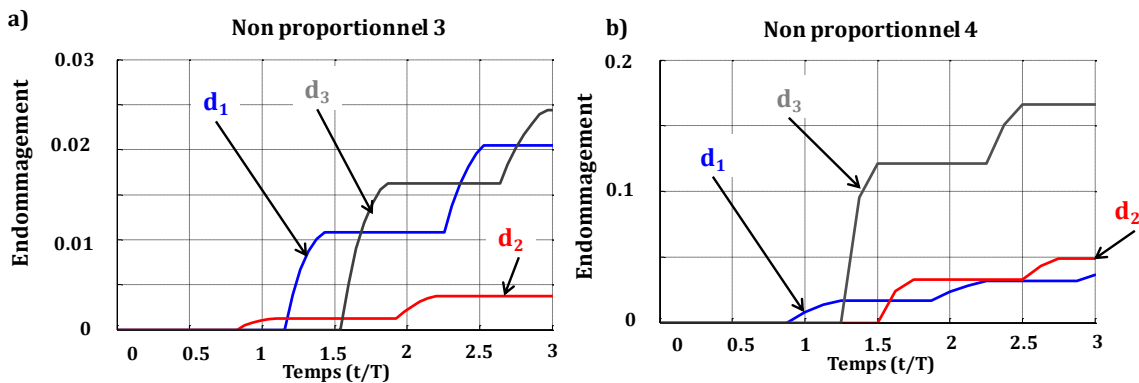 a)
Non proportionnel 3
Endommagement
0.03
0.02
0.01
0
d1
d3
d2
0 0.5 1 1.5 2 2.5 3
Temps (t/T)
b)
Non proportionnel 4
Endommagement
0.2
0.1
0
d3
d1
d2
0 0.5 1 1.5 2 2.5 3
Temps (t/T)